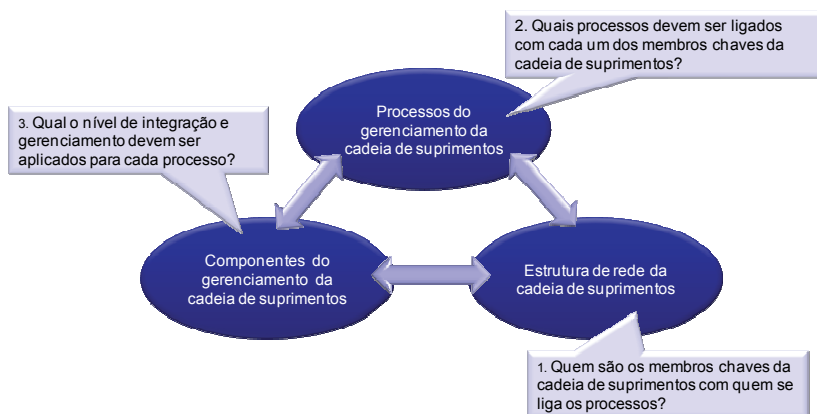 2. Quais processos devem ser ligados
com cada um dos membros chaves da
cadeia de suprimentos?
Processos do
gerenciamento da
cadeia de suprimentos
3. Qual o nível de integração e
gerenciamento devem ser
aplicados para cada processo?
Componentes do
gerenciamento da
cadeia de suprimentos
Estrutura de rede da
cadeia de suprimentos
1. Quem são os membros chaves da
cadeia de suprimentos com quem se
liga os processos?